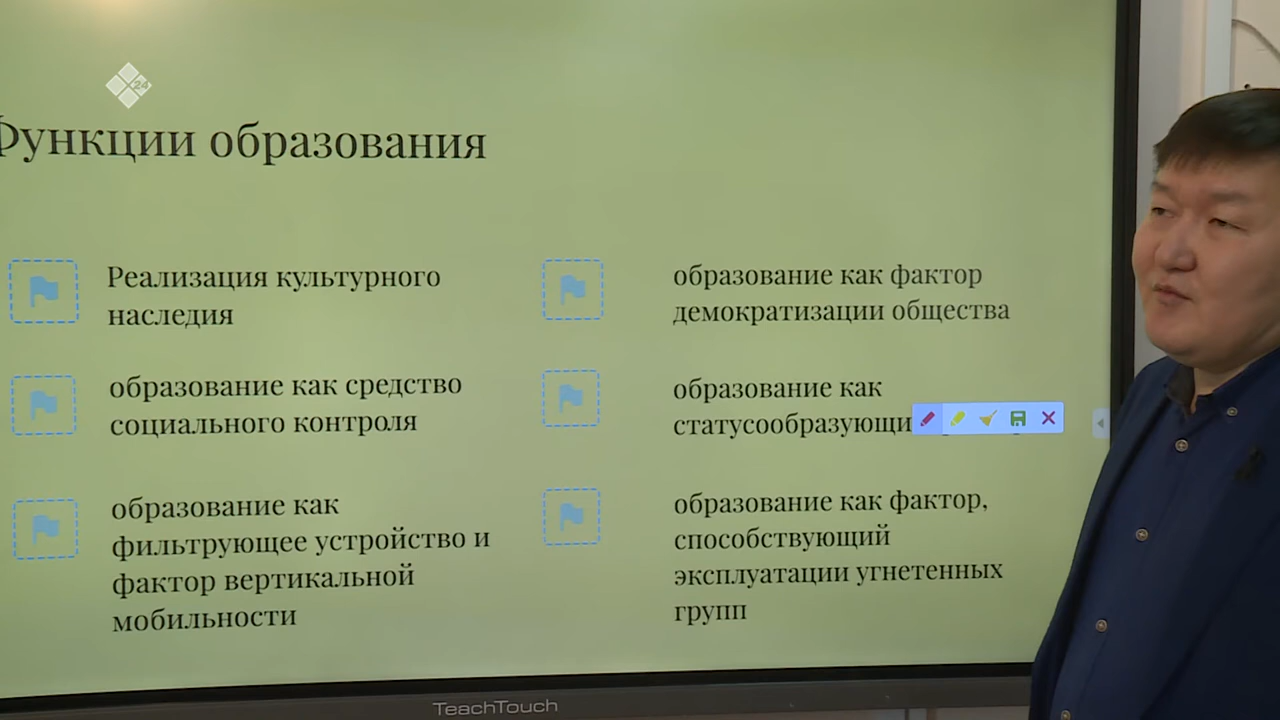 x24
Функции образования
Реализация культурного
наследия
образование как средство
социального контроля
образование как
фильтрующее устройство и
фактор вертикальной
мобильности
образование как фактор
демократизации общества
образование как
статусообразующи
образование как фактор,
способствующий
эксплуатации угнетенных
групп
TeachTouch